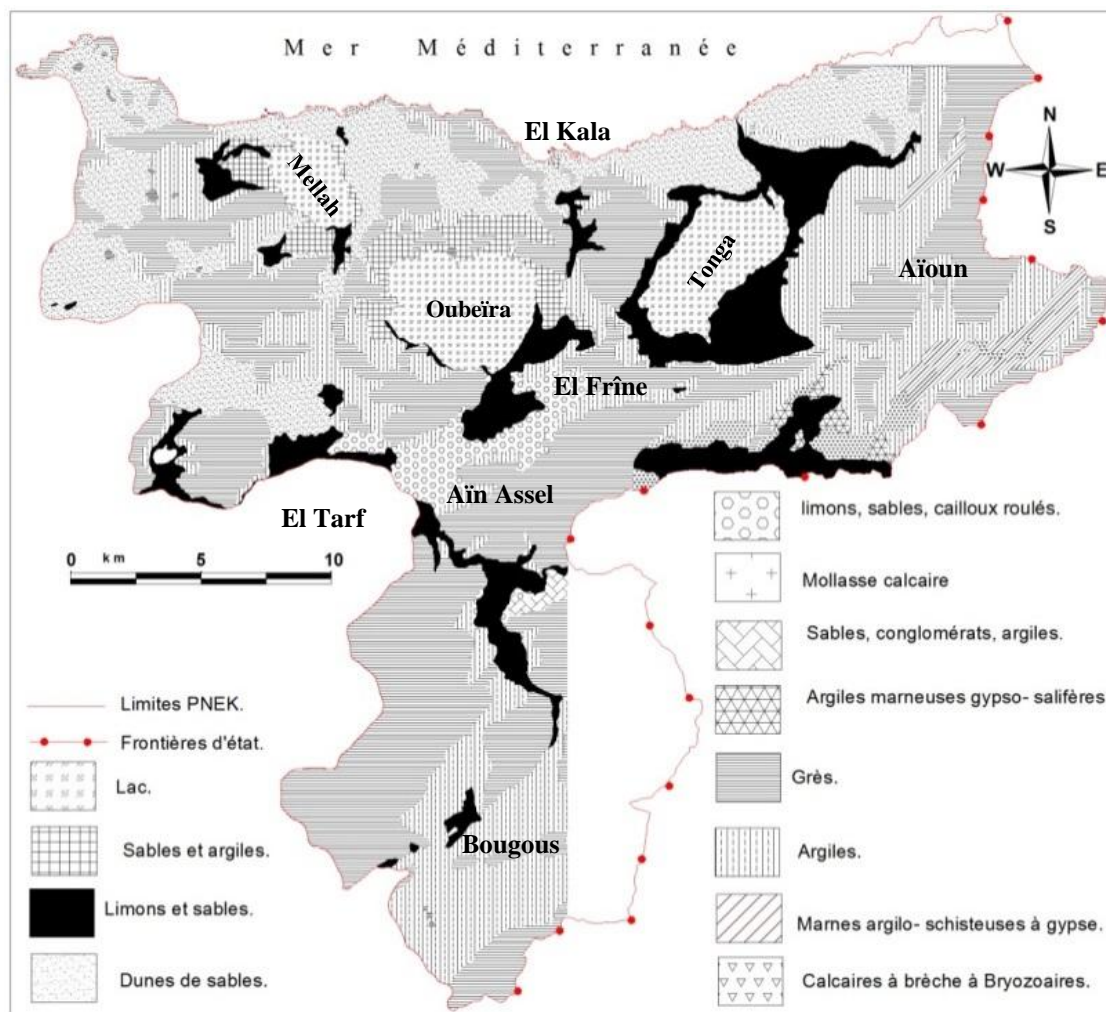 Mer Méditerranée
El Kala
Mellah
N
W
E
S
Tonga
Aïoun
Oubeïra
El Frîne
Aïn Assel
El Tarf
0 km 5 10
Limites PNEK.
Frontières d'état.
Lac.
Sables et argiles.
Limons et sables.
Dunes de sables.
Bougous
limons, sables, cailloux roulés.
Mollasse calcaire
Sables, conglomérats, argiles.
Argiles marneuses gypso- salifères
Grès.
Argiles.
Marnes argilo- schisteuses à gypse.
Calcaires à brèche à Bryozoaires.